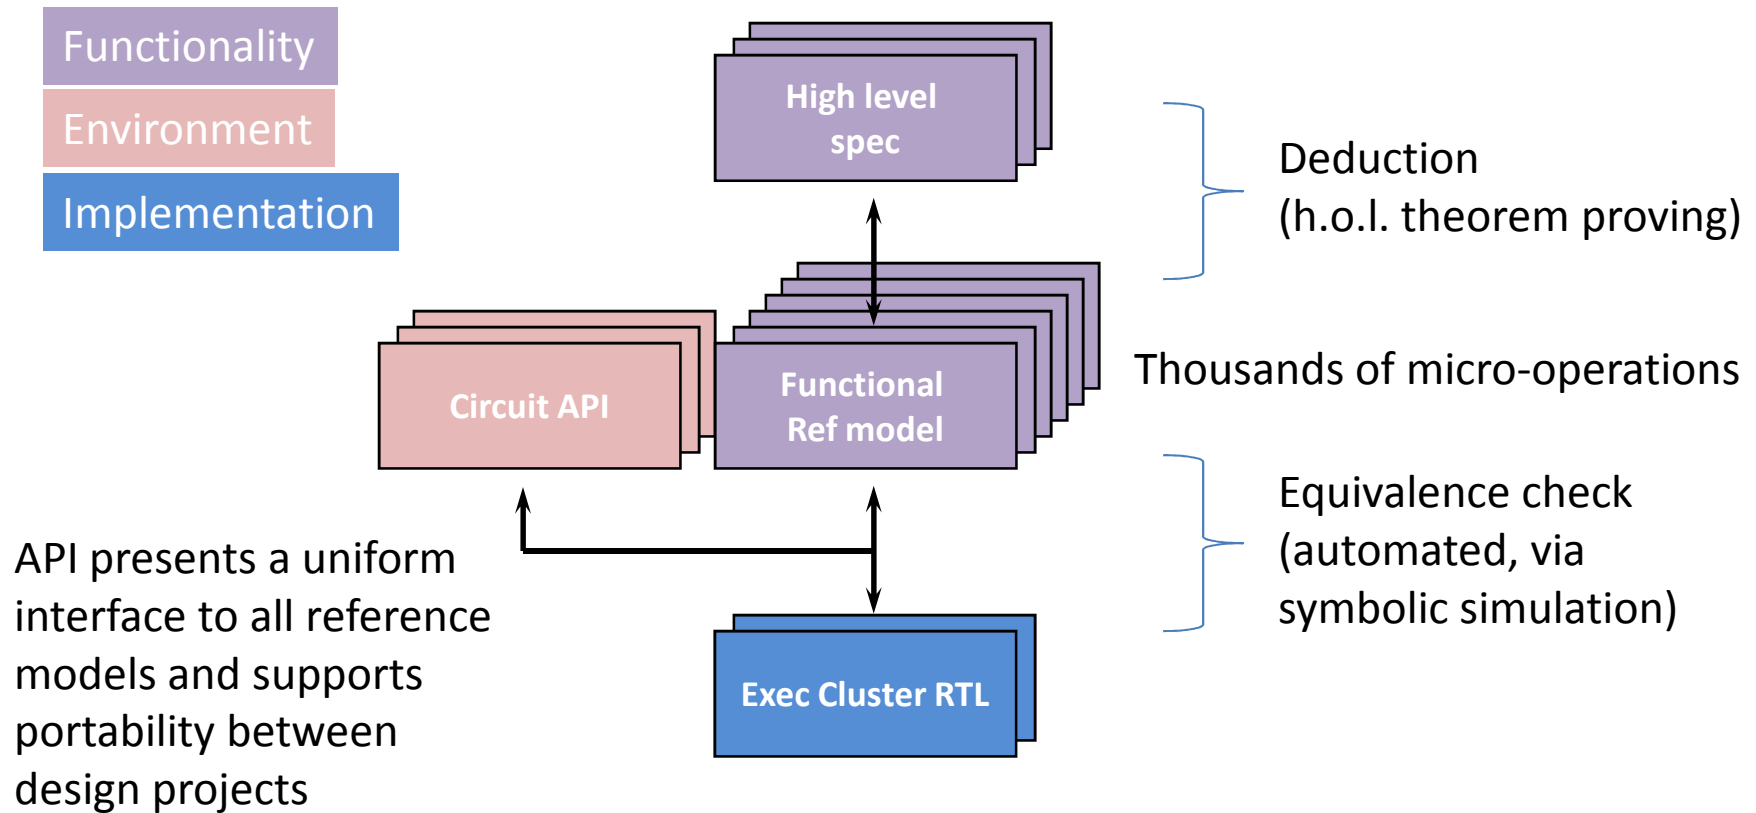 Functionality
Environment
Implementation
High level
spec
Deduction
(h.o.l. theorem proving)
Circuit API
Functional
Ref model
Thousands of micro-operations
Equivalence check
(automated, via
symbolic simulation)
API presents a uniform
interface to all reference
models and supports
portability between
design projects
Exec Cluster RTL